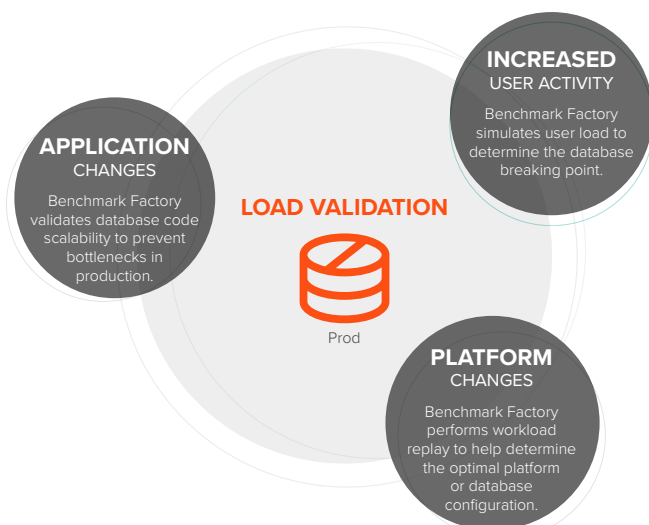 INCREASED
USER ACTIVITY
Benchmark Factory
simulates user load to
determine the database
breaking point.
APPLICATION
CHANGES
Benchmark Factory
validates database code
scalability to prevent
bottlenecks in
production.
LOAD VALIDATION
Prod
PLATFORM
CHANGES
Benchmark Factory
performs workload
replay to help determine
the optimal platform
or database
configuration.